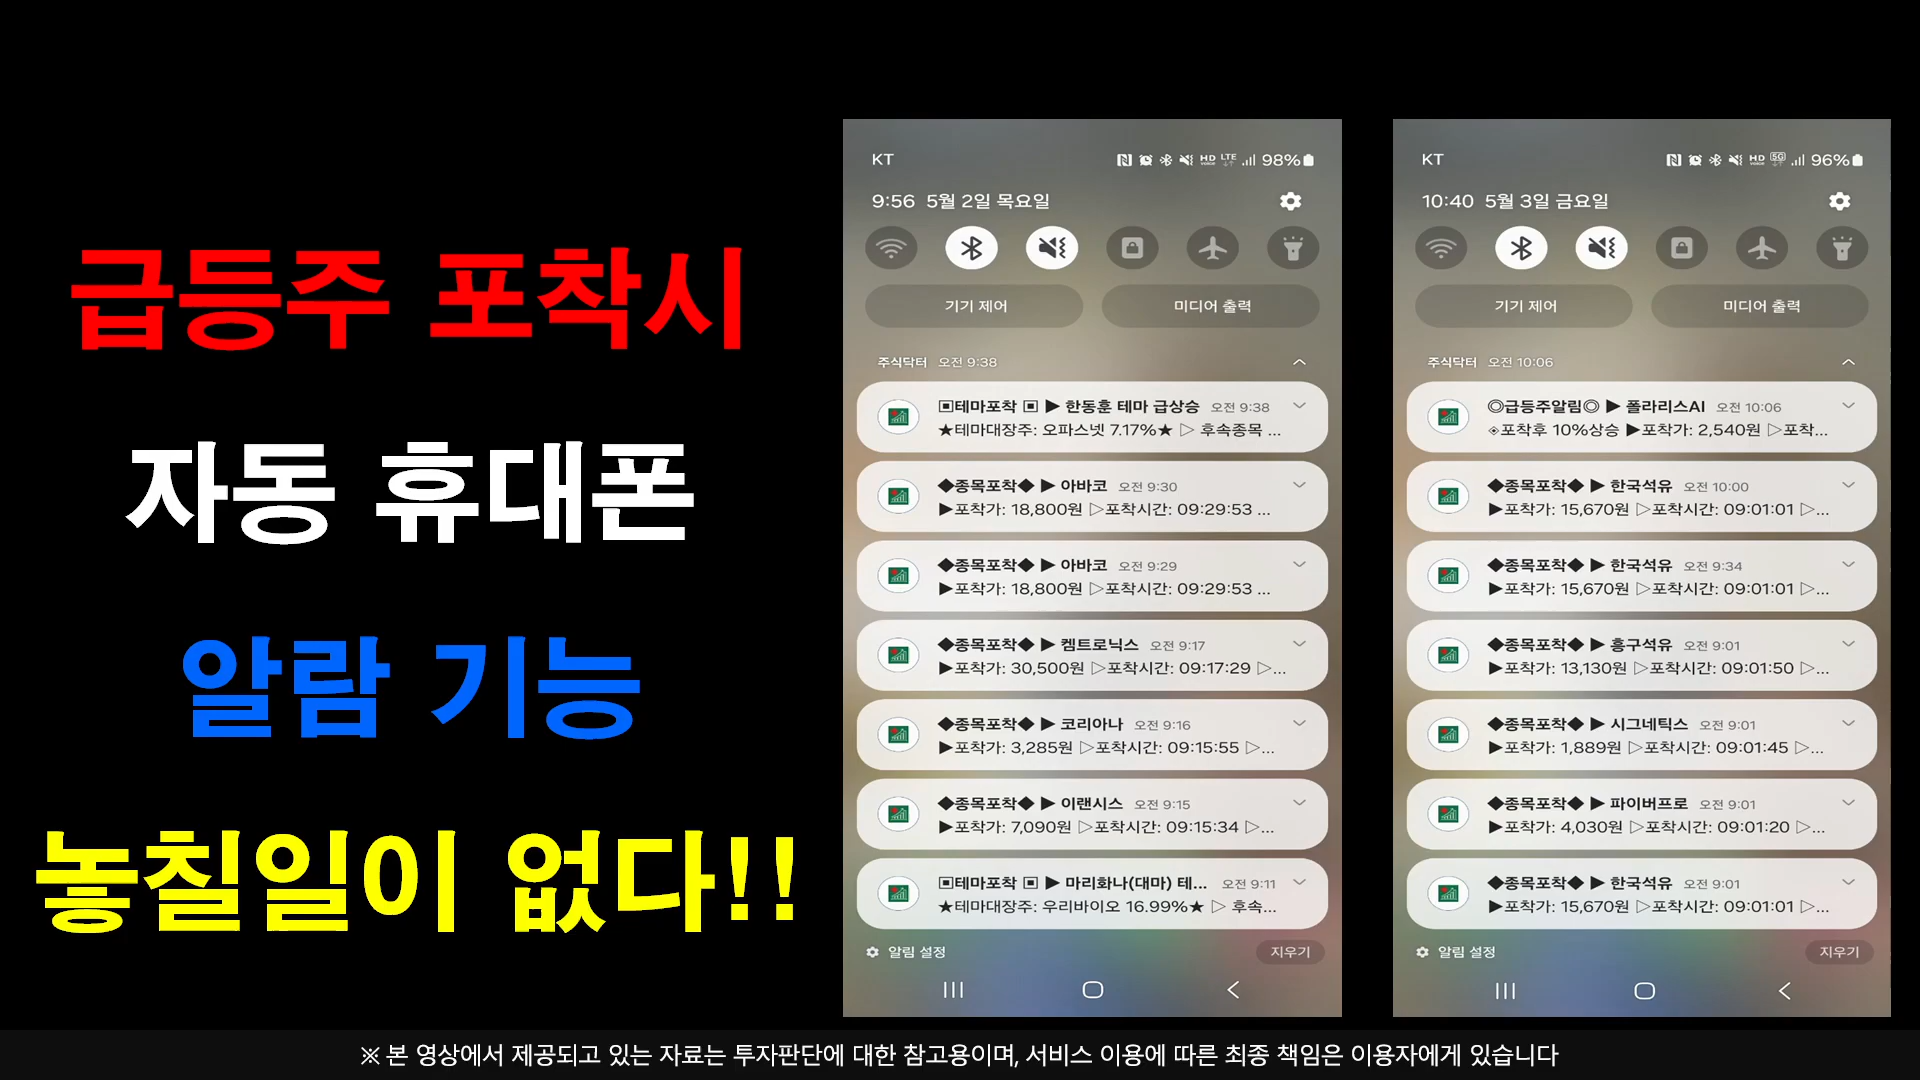 급등주 포착시
자동 휴대폰
알람 기능
놓칠일이 없다!!
KT
HD LTE 98%
9:56 5월 2일 목요일
기기 제어
미디어 출력
주식닥터 오전 9:38
▣테마포착 ▣ ▶ 한동훈 테마 급상승 오전 9:38
★테마대장주: 오파스넷 7.17%★ ▷ 후속종목 ...
◆종목포착◆ ▶ 아바코 오전 9:30
▶포착가: 18,800원 ▷포착시간: 09:29:53 ...
◆종목포착◆ ▶ 아바코 오전 9:29
▶포착가: 18,800원 ▷포착시간: 09:29:53 ...
◆종목포착◆ ▶ 켐트로닉스 오전 9:17
▶포착가: 30,500원 ▷포착시간: 09:17:29 ▷...
◆종목포착◆ ▶ 코리아나 오전 9:16
▶포착가: 3,285원 ▷포착시간: 09:15:55 ▷...
◆종목포착◆ ▶ 이랜시스 오전 9:15
▶포착가: 7,090원 ▷포착시간: 09:15:34 ▷...
▣테마포착 ▣ ▶ 마리화나(대마) 테... 오전 9:11
★테마대장주: 우리바이오 16.99%★ ▷ 후속...
알림 설정
지우기
KT
HD 5G 96%
10:40 5월 3일 금요일
기기 제어
미디어 출력
주식닥터 오전 10:06
◎급등주알림◎ ▶ 폴라리스AI 오전 10:06
◈포착후 10%상승 ▶포착가: 2,540원 ▷포착...
◆종목포착◆ ▶ 한국석유 오전 10:00
▶포착가: 15,670원 ▷포착시간: 09:01:01 ▷...
◆종목포착◆ ▶ 한국석유 오전 9:34
▶포착가: 15,670원 ▷포착시간: 09:01:01 ▷...
◆종목포착◆ ▶ 흥구석유 오전 9:01
▶포착가: 13,130원 ▷포착시간: 09:01:50 ▷...
◆종목포착◆ ▶ 시그네틱스 오전 9:01
▶포착가: 1,889원 ▷포착시간: 09:01:45 ▷...
◆종목포착◆ ▶ 파이버프로 오전 9:01
▶포착가: 4,030원 ▷포착시간: 09:01:20 ▷...
◆종목포착◆ ▶ 한국석유 오전 9:01
▶포착가: 15,670원 ▷포착시간: 09:01:01 ▷...
알림 설정
지우기
※ 본 영상에서 제공되고 있는 자료는 투자판단에 대한 참고용이며, 서비스 이용에 따른 최종 책임은 이용자에게 있습니다